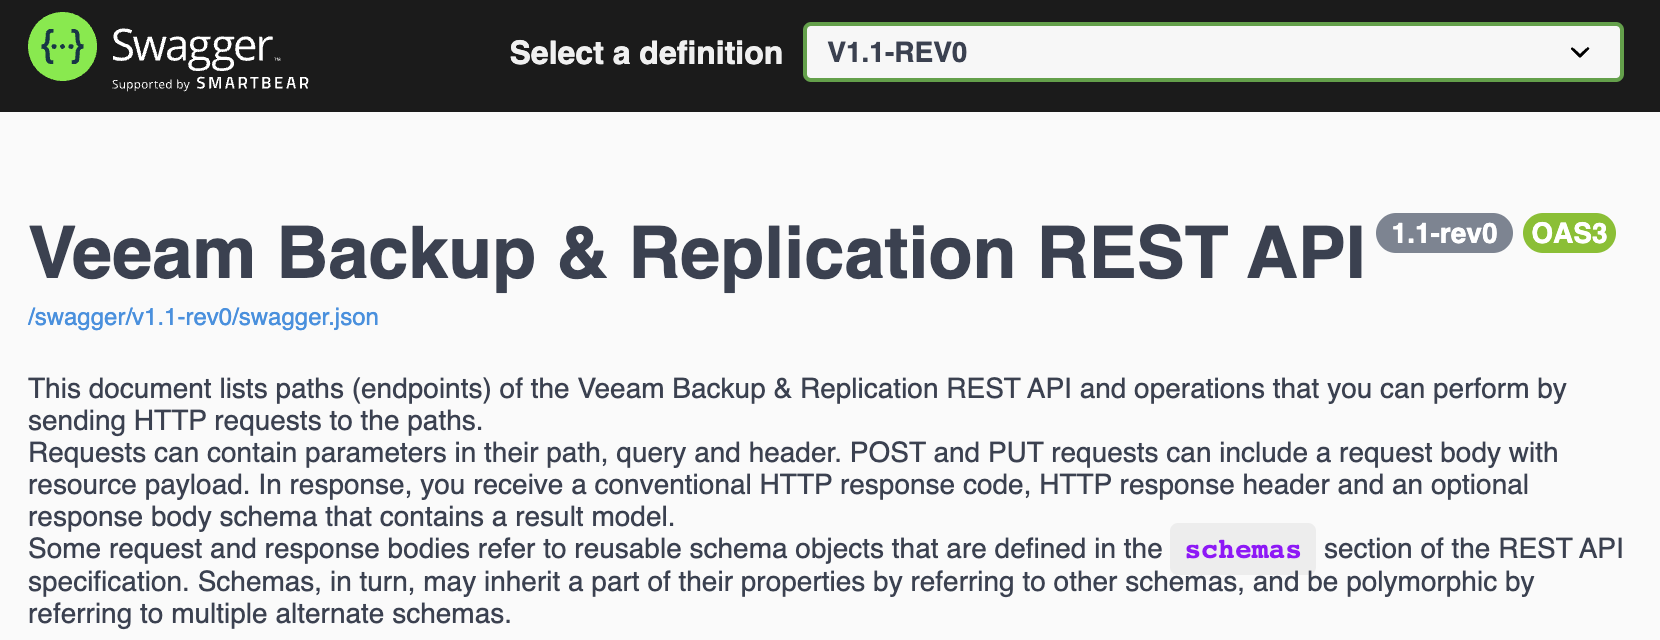 Swagger™
Supported by SMARTBEAR
Select a definition
V1.1-REV0
Veeam Backup & Replication REST API 1.1-rev0 OAS3
/swagger/v1.1-rev0/swagger.json
This document lists paths (endpoints) of the Veeam Backup & Replication REST API and operations that you can perform by
sending HTTP requests to the paths.
Requests can contain parameters in their path, query and header. POST and PUT requests can include a request body with
resource payload. In response, you receive a conventional HTTP response code, HTTP response header and an optional
response body schema that contains a result model.
Some request and response bodies refer to reusable schema objects that are defined in the schemas section of the REST API
specification. Schemas, in turn, may inherit a part of their properties by referring to other schemas, and be polymorphic by
referring to multiple alternate schemas.